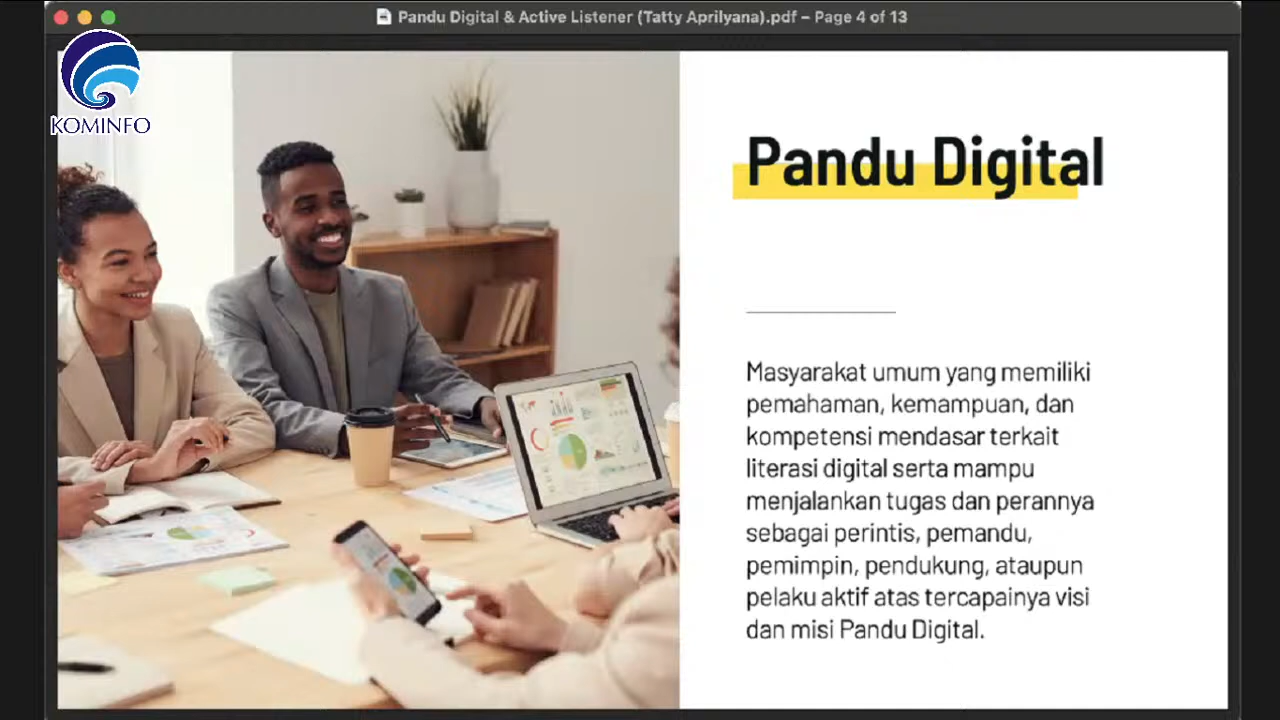 Pandu Digital & Active Listener (Tatty Aprilyana).pdf – Page 4 of 13
KOMINFO
Pandu Digital
Masyarakat umum yang memiliki
pemahaman, kemampuan, dan
kompetensi mendasar terkait
literasi digital serta mampu
menjalankan tugas dan perannya
sebagai perintis, pemandu,
pemimpin, pendukung, ataupun
pelaku aktif atas tercapainya visi
dan misi Pandu Digital.